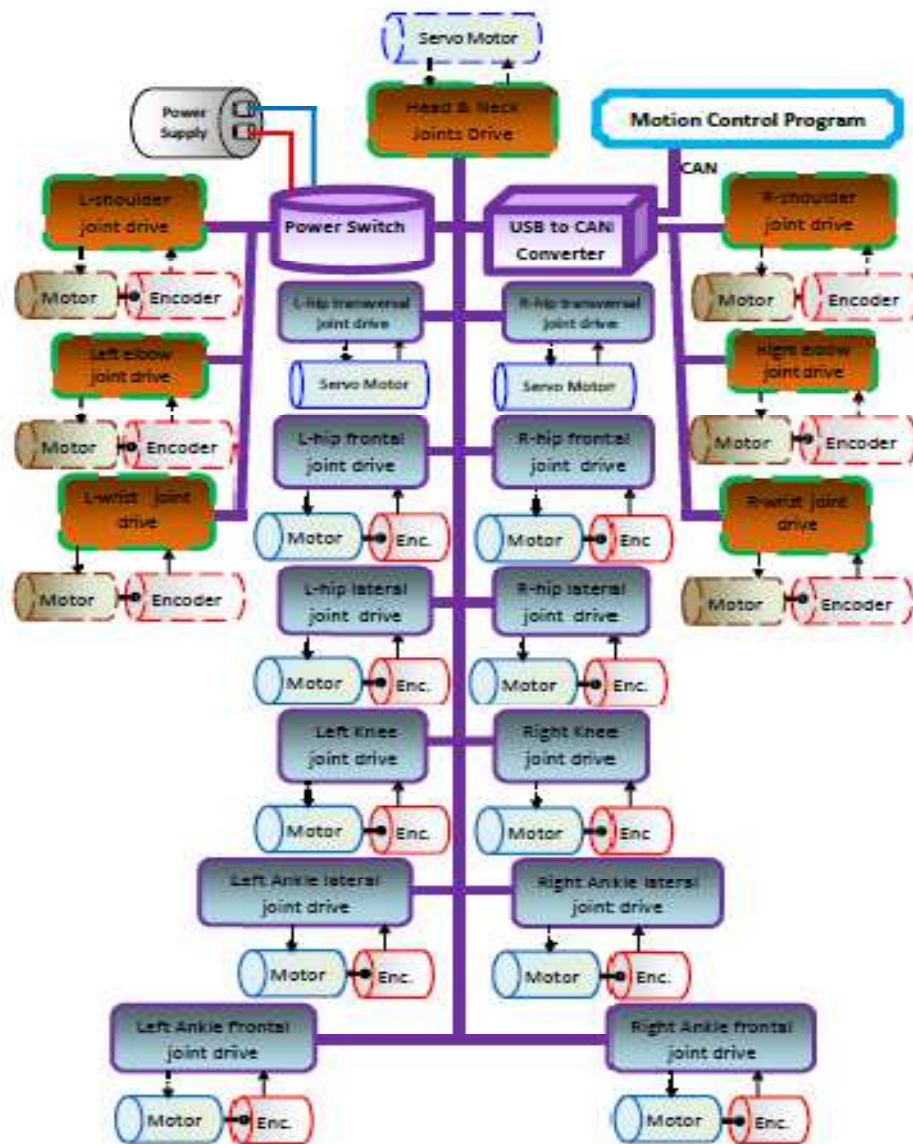 Servo Motor
Head & Neck
Joints Drive
Power
Supply
Motion Control Program
CAN
L-shoulder
joint drive
Power Switch
USB to CAN
Converter
R-shoulder
joint drive
Motor
Encoder
L-hip transversal
joint drive
R-hip transversal
joint drive
Motor
Encoder
Left elbow
joint drive
Servo Motor
Servo Motor
Right elbow
joint drive
Motor
Encoder
L-hip frontal
joint drive
R-hip frontal
joint drive
Motor
Encoder
L-wrist joint
drive
R-wrist joint
drive
Motor
Enc.
Motor
Enc
Motor
Encoder
L-hip lateral
joint drive
R-hip lateral
joint drive
Motor
Encoder
Motor
Enc.
Motor
Enc.
Left Knee
joint drive
Right Knee
joint drive
Motor
Enc.
Motor
Enc
Left Ankle lateral
joint drive
Right Ankle lateral
joint drive
Motor
Enc.
Motor
Enc.
Left Ankle frontal
joint drive
Right Ankle frontal
joint drive
Motor
Enc.
Motor
Enc.